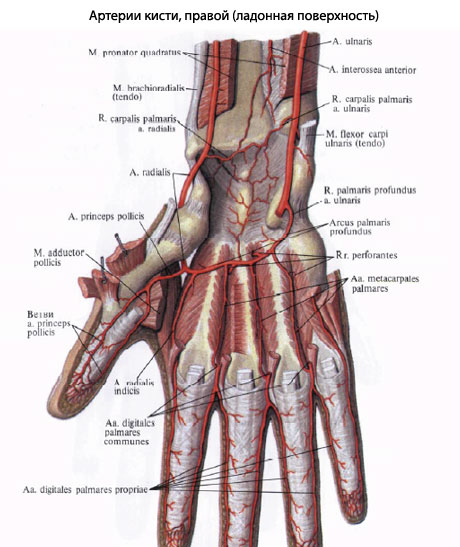 Артерии кисти, правой (ладонная поверхность)
M. pronator quadratus
M. brachioradialis
(tendo)
R. carpalis palmaris
a. radialis
A. radialis
A. princeps pollicis
M. adductor
pollicis
Ветви
a. princeps
pollicis
A. radialis
indicis
Aa. digitales
palmares
communes
Aa. digitales palmares propriae
A. ulnaris
A. interossea anterior
R. carpalis palmaris
a. ulnaris
M. flexor carpi
ulnaris (tendo)
R. palmaris profundus
a. ulnaris
Arcus palmaris
profundus
Rr. perforantes
Aa. metacarpales
palmares